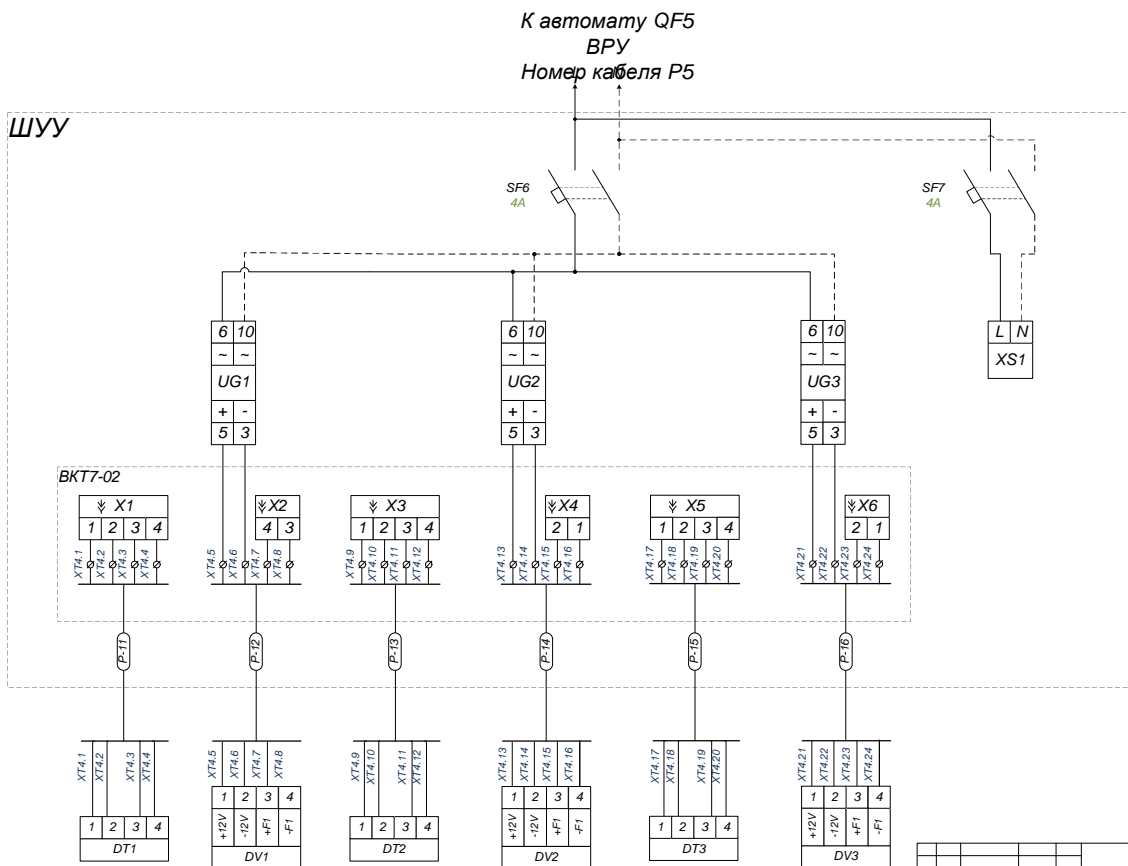 К автомату QF5
ВРУ
Номер кабеля P5
L N
ШУУ
SF6
4A
SF7
4A
6 10
~ ~
UG1
+ -
5 3
6 10
~ ~
UG2
+ -
5 3
6 10
~ ~
UG3
+ -
5 3
L N
XS1
ВКТ7-02
X1
1 2 3 4
X2
4 3
X3
1 2 3 4
X4
2 1
X5
1 2 3 4
X6
2 1
XT4.1 XT4.2 XT4.3 XT4.4
XT4.5 XT4.6 XT4.7 XT4.8
XT4.9 XT4.10 XT4.11 XT4.12
XT4.13 XT4.14 XT4.15 XT4.16
XT4.17 XT4.18 XT4.19 XT4.20
XT4.21 XT4.22 XT4.23 XT4.24
P-11 P-12 P-13 P-14 P-15 P-16
XT4.1 XT4.2 XT4.3 XT4.4
XT4.5 XT4.6 XT4.7 XT4.8
XT4.9 XT4.10 XT4.11 XT4.12
XT4.13 XT4.14 XT4.15 XT4.16
XT4.17 XT4.18 XT4.19 XT4.20
XT4.21 XT4.22 XT4.23 XT4.24
1 2 3 4
DT1
1 2 3 4
+12V -12V +F1 -F1
DV1
1 2 3 4
DT2
1 2 3 4
+12V -12V +F1 -F1
DV2
1 2 3 4
DT3
1 2 3 4
+12V -12V +F1 -F1
DV3